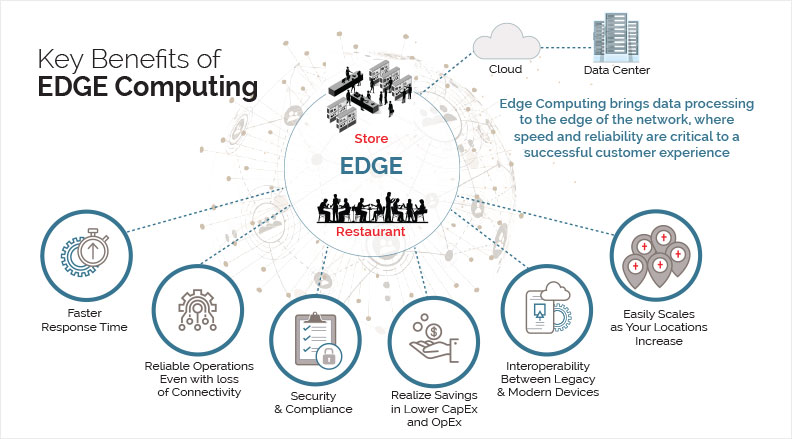 Key Benefits of
EDGE Computing
Cloud
Data Center
Edge Computing brings data processing
to the edge of the network, where
speed and reliability are critical to a
successful customer experience
Store
EDGE
Restaurant
Faster
Response Time
Reliable Operations
Even with loss
of Connectivity
Security
& Compliance
Realize Savings
in Lower CapEx
and OpEx
Interoperability
Between Legacy
& Modern Devices
Easily Scales
as Your Locations
Increase